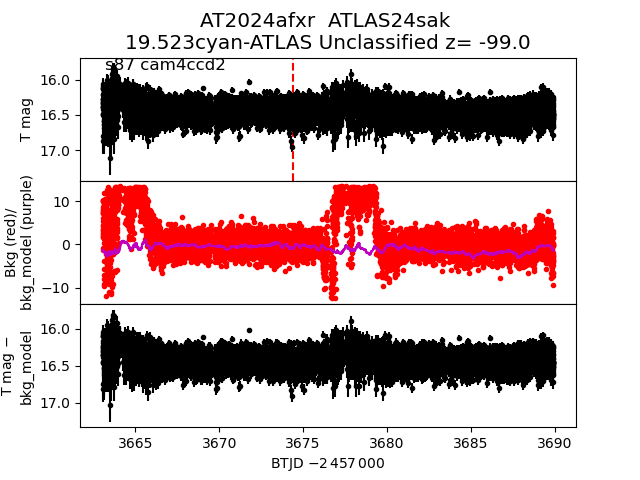 AT2024afxr  ATLAS24sak
19.523cyan-ATLAS Unclassified z= -99.0
s87 cam4ccd2
T mag
16.0
16.5
17.0
Bkg (red)/
bkg_model (purple)
10
0
−10
T mag −
bkg_model
16.0
16.5
17.0
3665 3670 3675 3680 3685 3690
BTJD −2 457 000